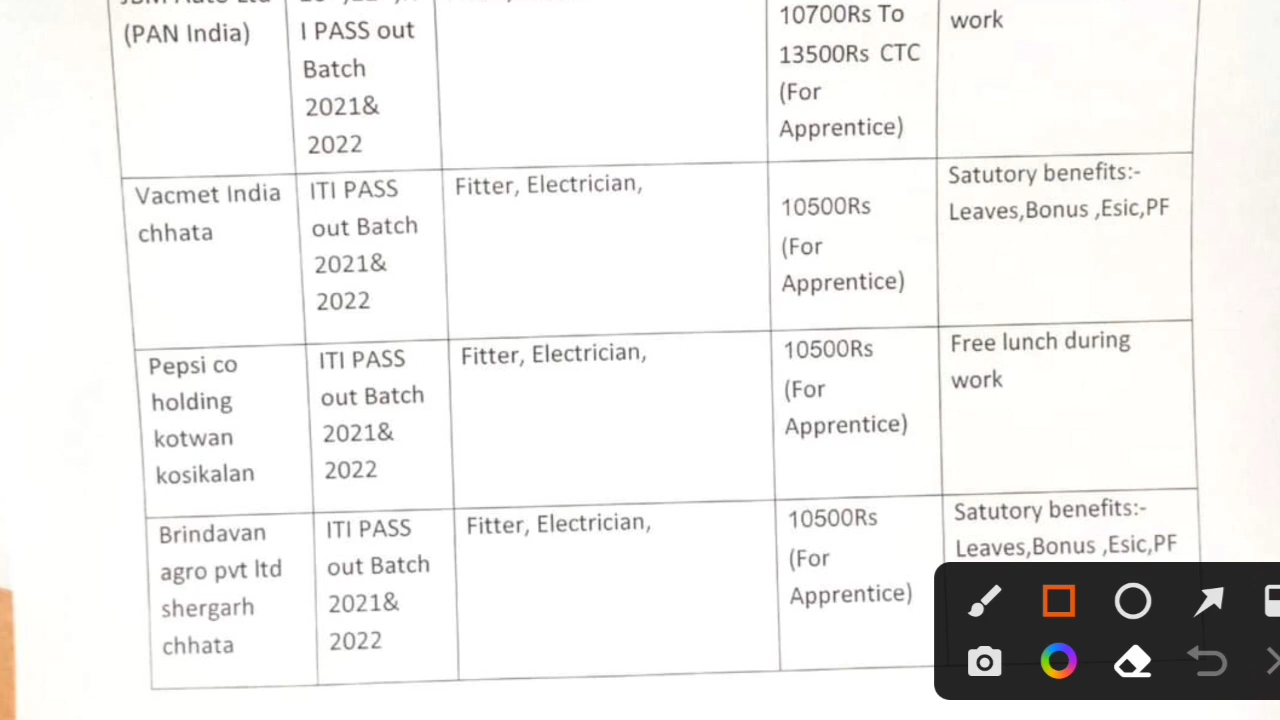 (PAN India)
I PASS out
Batch
2021&
2022
10700Rs To
13500Rs CTC
(For
Apprentice)
work
Vacmet India
chhata
ITI PASS
out Batch
2021&
2022
Fitter, Electrician,
10500Rs
(For
Apprentice)
Satutory benefits:-
Leaves,Bonus ,Esic,PF
Pepsi co
holding
kotwan
kosikalan
ITI PASS
out Batch
2021&
2022
Fitter, Electrician,
10500Rs
(For
Apprentice)
Free lunch during
work
Brindavan
agro pvt ltd
shergarh
chhata
ITI PASS
out Batch
2021&
2022
Fitter, Electrician,
10500Rs
(For
Apprentice)
Satutory benefits:-
Leaves,Bonus ,Esic,PF